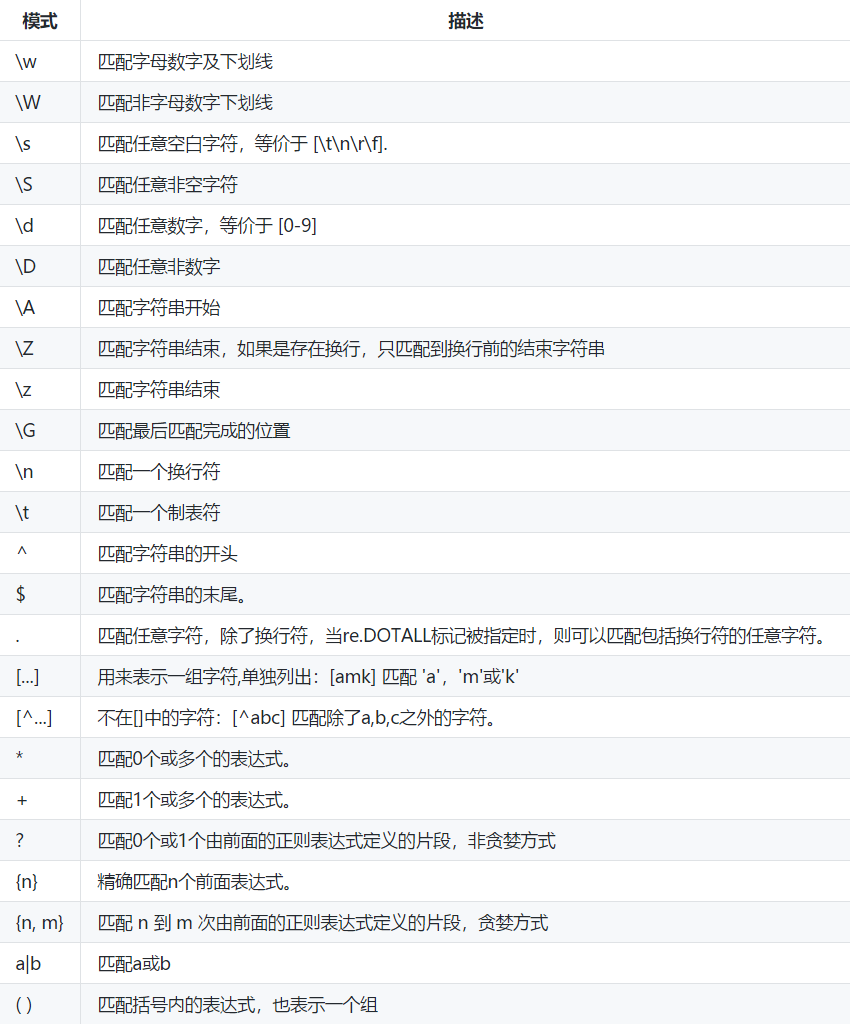 模式 描述
\w 匹配字母数字及下划线
\W 匹配非字母数字下划线
\s 匹配任意空白字符，等价于 [\t\n\r\f].
\S 匹配任意非空字符
\d 匹配任意数字，等价于 [0-9]
\D 匹配任意非数字
\A 匹配字符串开始
\Z 匹配字符串结束，如果是存在换行，只匹配到换行前的结束字符串
\z 匹配字符串结束
\G 匹配最后匹配完成的位置
\n 匹配一个换行符
\t 匹配一个制表符
^ 匹配字符串的开头
$ 匹配字符串的末尾。
. 匹配任意字符，除了换行符，当re.DOTALL标记被指定时，则可以匹配包括换行符的任意字符。
[...] 用来表示一组字符,单独列出：[amk] 匹配 'a'，'m'或'k'
[^...] 不在[]中的字符：[^abc] 匹配除了a,b,c之外的字符。
* 匹配0个或多个的表达式。
+ 匹配1个或多个的表达式。
? 匹配0个或1个由前面的正则表达式定义的片段，非贪婪方式
{n} 精确匹配n个前面表达式。
{n, m} 匹配 n 到 m 次由前面的正则表达式定义的片段，贪婪方式
a|b 匹配a或b
( ) 匹配括号内的表达式，也表示一个组